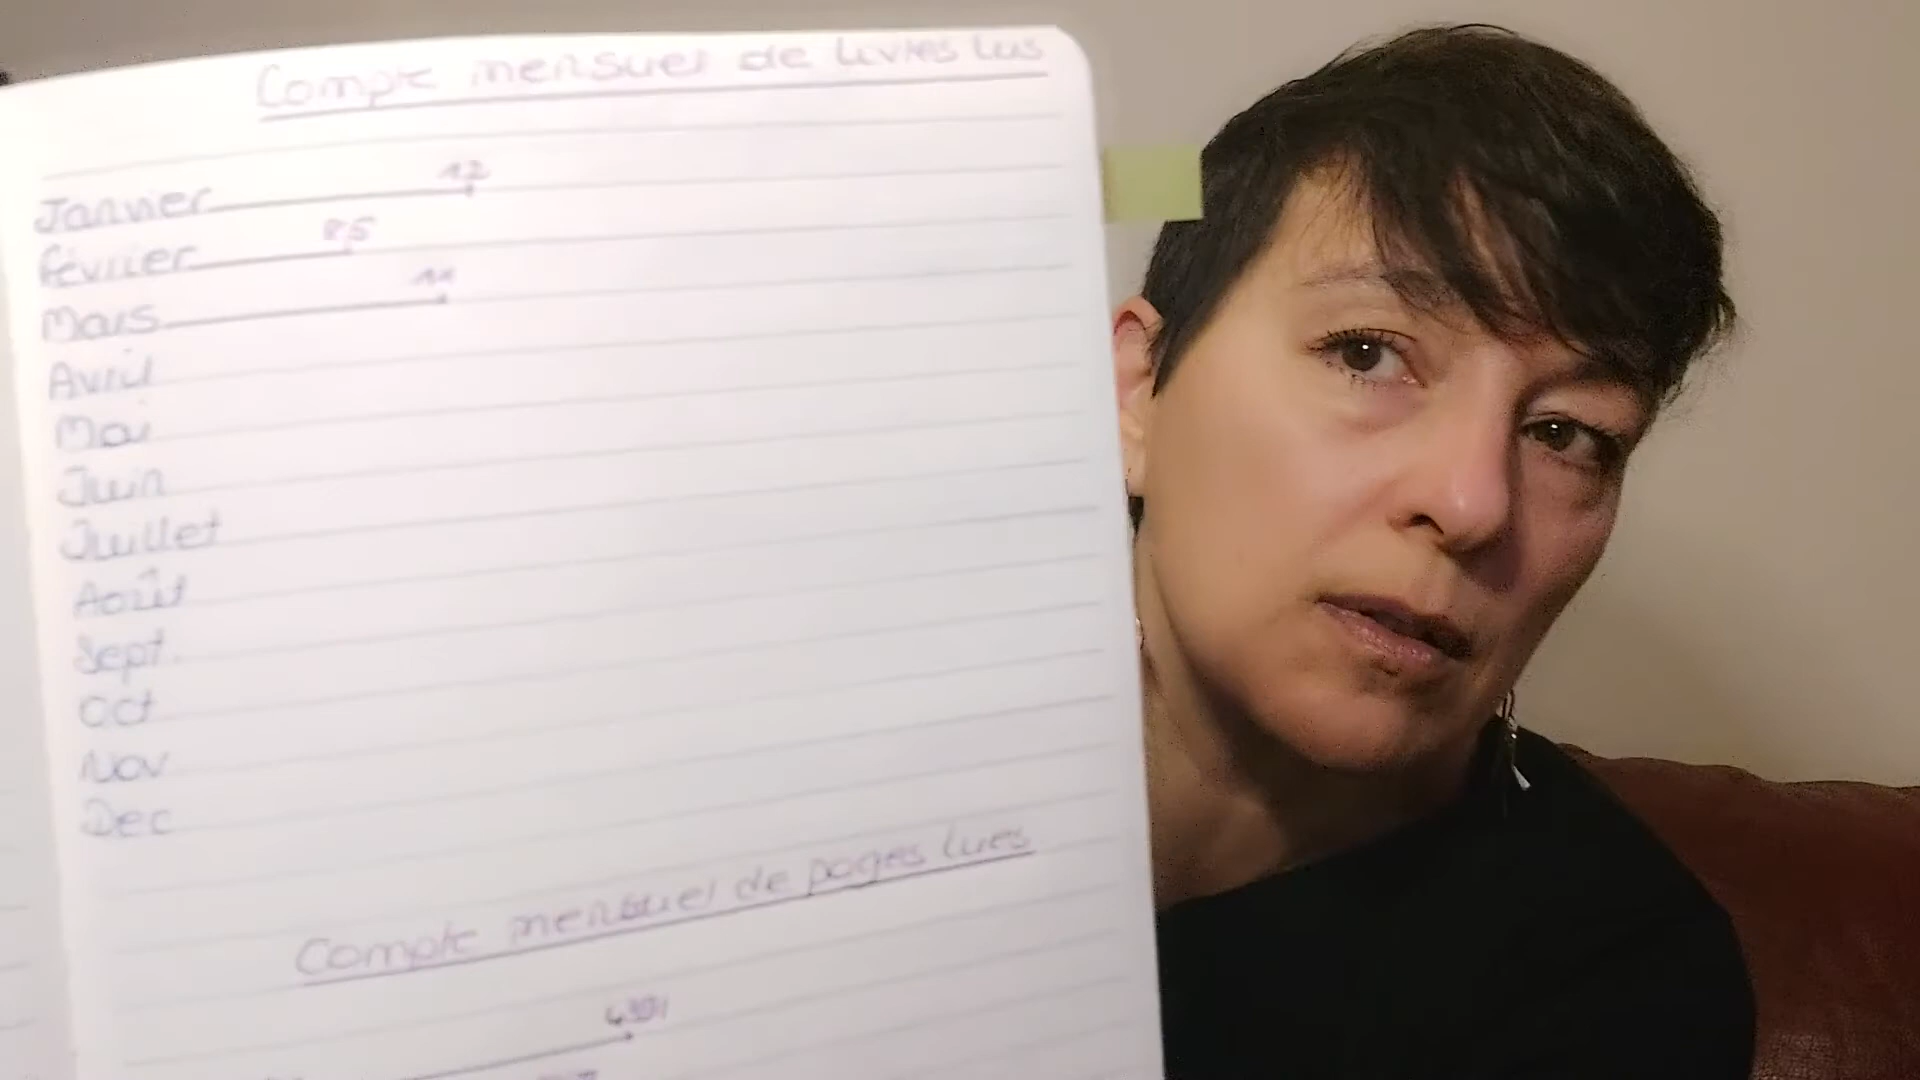 Compte mensuel de livres lus
Janvier 12
février 8,5
Mars 11
Avril
Mai
Juin
Juillet
Août
Sept.
Oct
Nov
Dec
Compte mensuel de pages lues